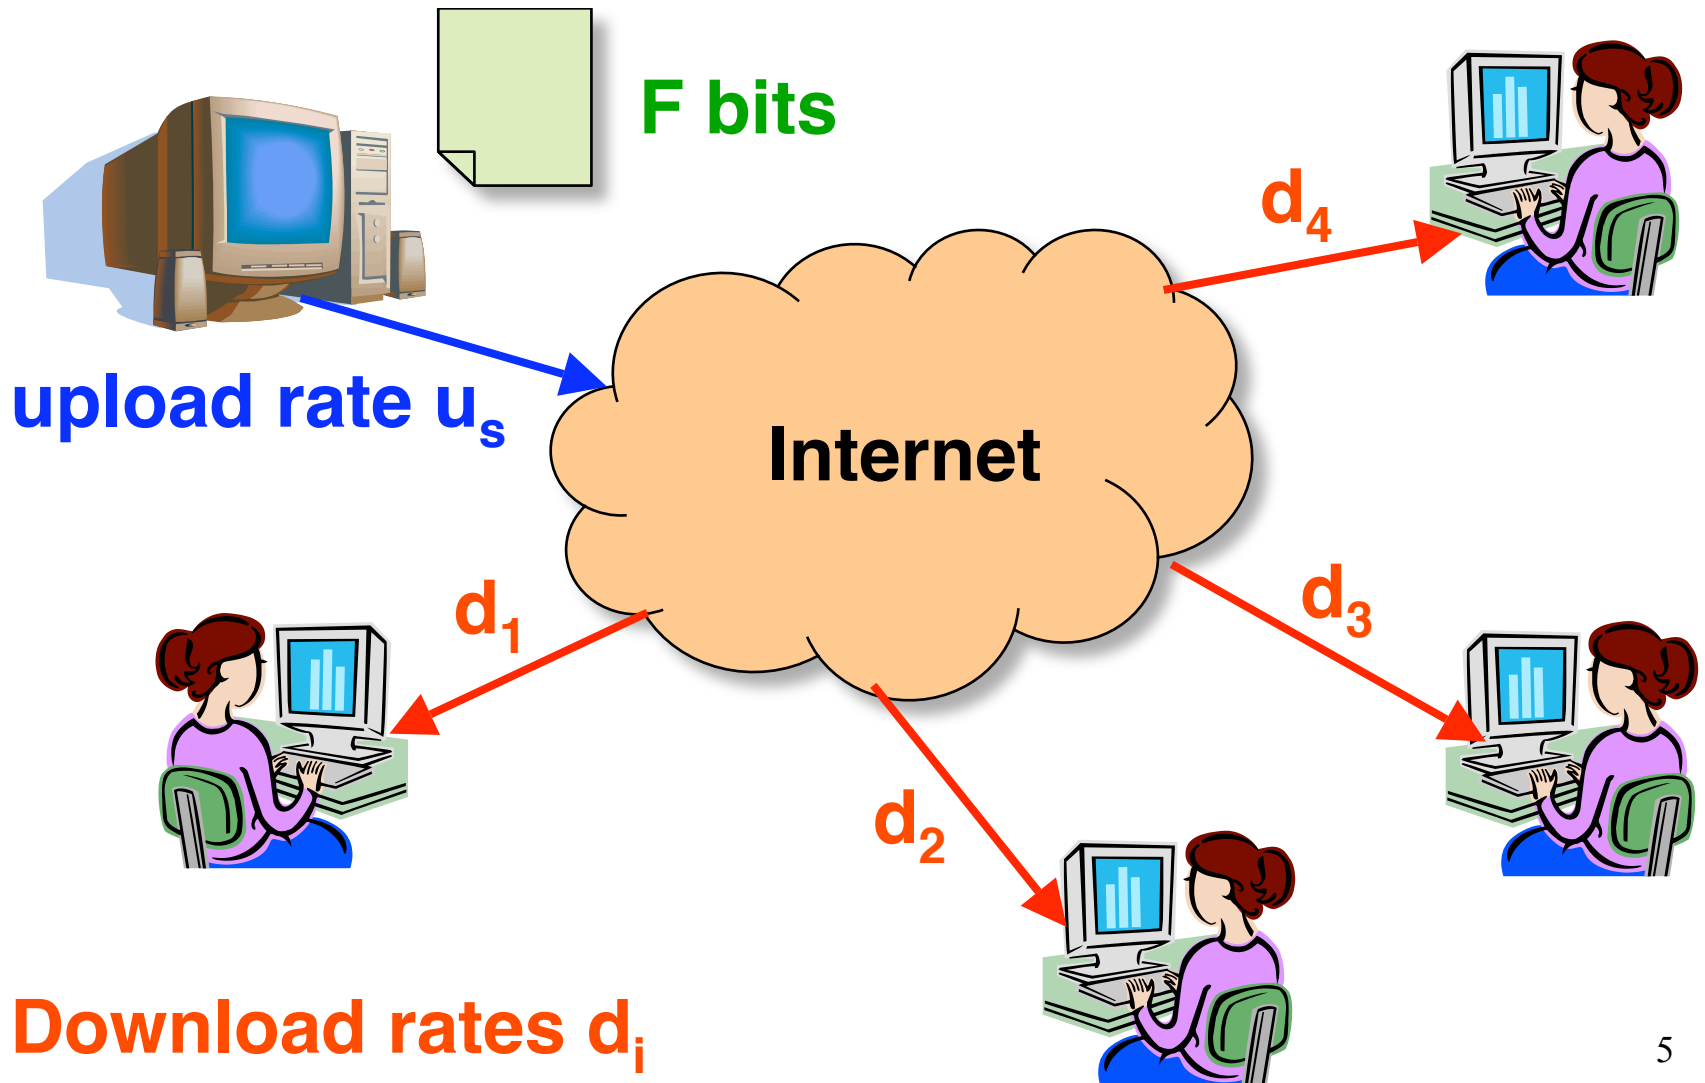 F bits
d4
upload rate us
Internet
d1
d3
d2
Download rates di
5